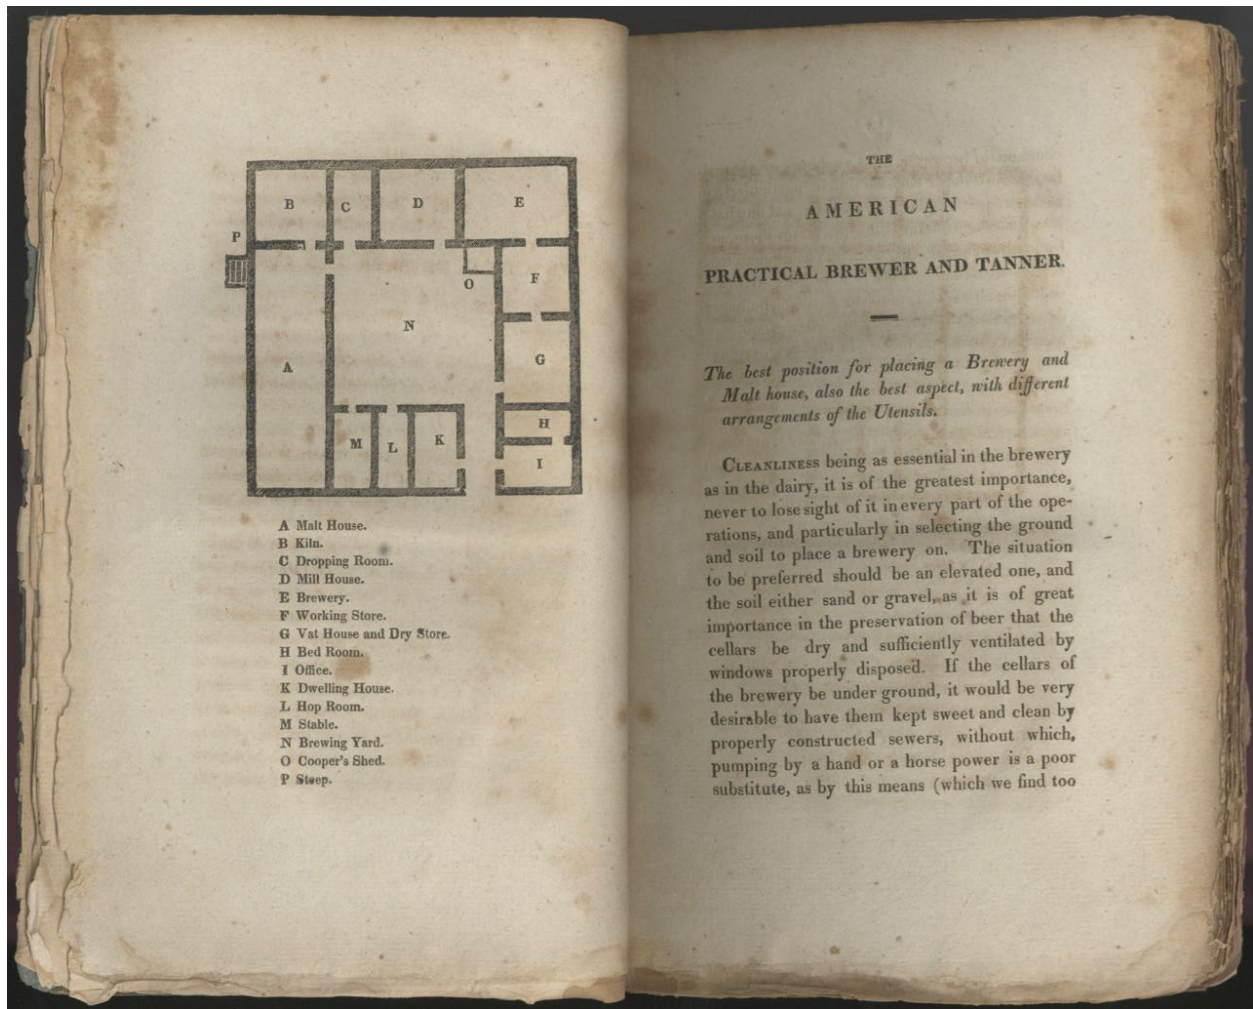 B
C
D
E
P
F
O
N
G
A
H
M
L
K
I
A Malt House.
B Kiln.
C Dropping Room.
D Mill House.
E Brewery.
F Working Store.
G Vat House and Dry Store.
H Bed Room.
I Office.
K Dwelling House.
L Hop Room.
M Stable.
N Brewing Yard.
O Cooper's Shed.
P Steep.
THE
AMERICAN
PRACTICAL BREWER AND TANNER.
The best position for placing a Brewery and
Malt house, also the best aspect, with different
arrangements of the Utensils.
CLEANLINESS being as essential in the brewery
as in the dairy, it is of the greatest importance,
never to lose sight of it in every part of the ope-
rations, and particularly in selecting the ground
and soil to place a brewery on. The situation
to be preferred should be an elevated one, and
the soil either sand or gravel, as it is of great
importance in the preservation of beer that the
cellars be dry and sufficiently ventilated by
windows properly disposed. If the cellars of
the brewery be under ground, it would be very
desirable to have them kept sweet and clean by
properly constructed sewers, without which,
pumping by a hand or a horse power is a poor
substitute, as by this means (which we find too